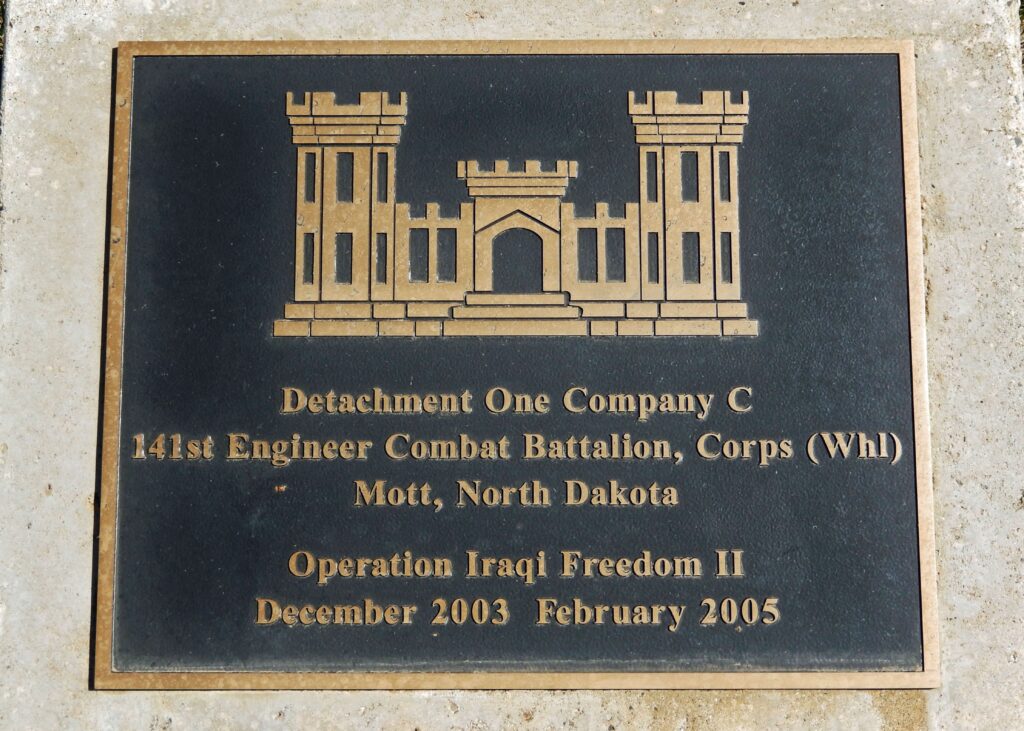 Detachment One Company C
141st Engineer Combat Battalion, Corps (Whl)
Mott, North Dakota
Operation Iraqi Freedom II
December 2003 February 2005